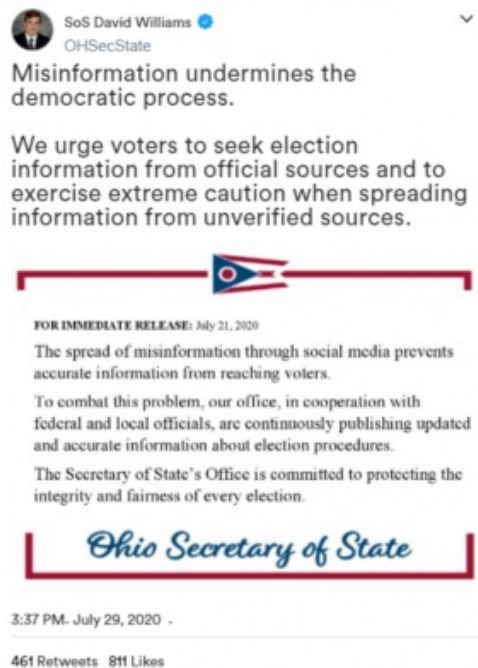 SoS David Williams
OHSecState
Misinformation undermines the
democratic process.
We urge voters to seek election
information from official sources and to
exercise extreme caution when spreading
information from unverified sources.
FOR IMMEDIATE RELEASE: July 21, 2020
The spread of misinformation through social media prevents
accurate information from reaching voters.
To combat this problem, our office, in cooperation with
federal and local officials, are continuously publishing updated
and accurate information about election procedures.
The Secretary of State's Office is committed to protecting the
integrity and fairness of every election.
Ohio Secretary of State
3:37 PM. July 29, 2020 .
461 Retweets 811 Likes